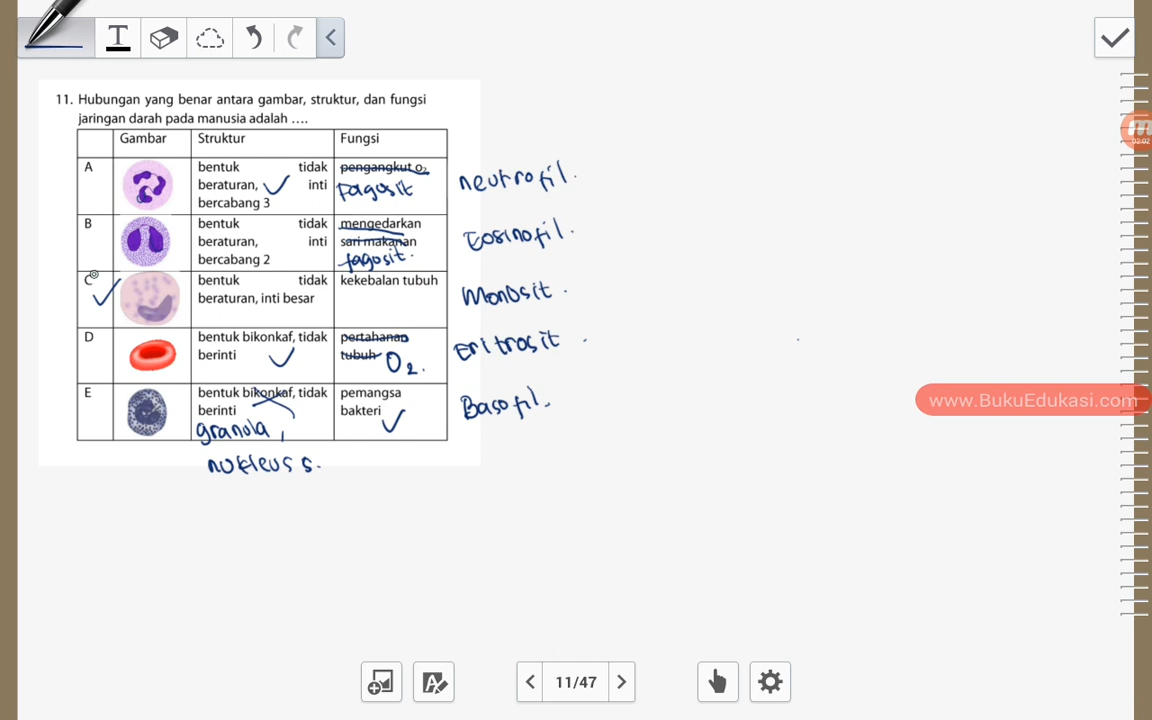 T
11. Hubungan yang benar antara gambar, struktur, dan fungsi
jaringan darah pada manusia adalah ....
Gambar Struktur Fungsi
A bentuk tidak pengangkut O2
beraturan, inti Fagosit neutrofil.
bercabang 3
B bentuk tidak mengedarkan
beraturan, inti sari makanan Eosinofil.
bercabang 2 fagosit.
C bentuk tidak kekebalan tubuh
beraturan, inti besar Monosit.
D bentuk bikonkaf, tidak pertahanan
berinti tubuh O2. Eritrosit
E bentuk bikonkaf, tidak pemangsa
berinti bakteri Basofil.
granola,
nukleus s.
02:02
www.BukuEdukasi.com
11/47
A